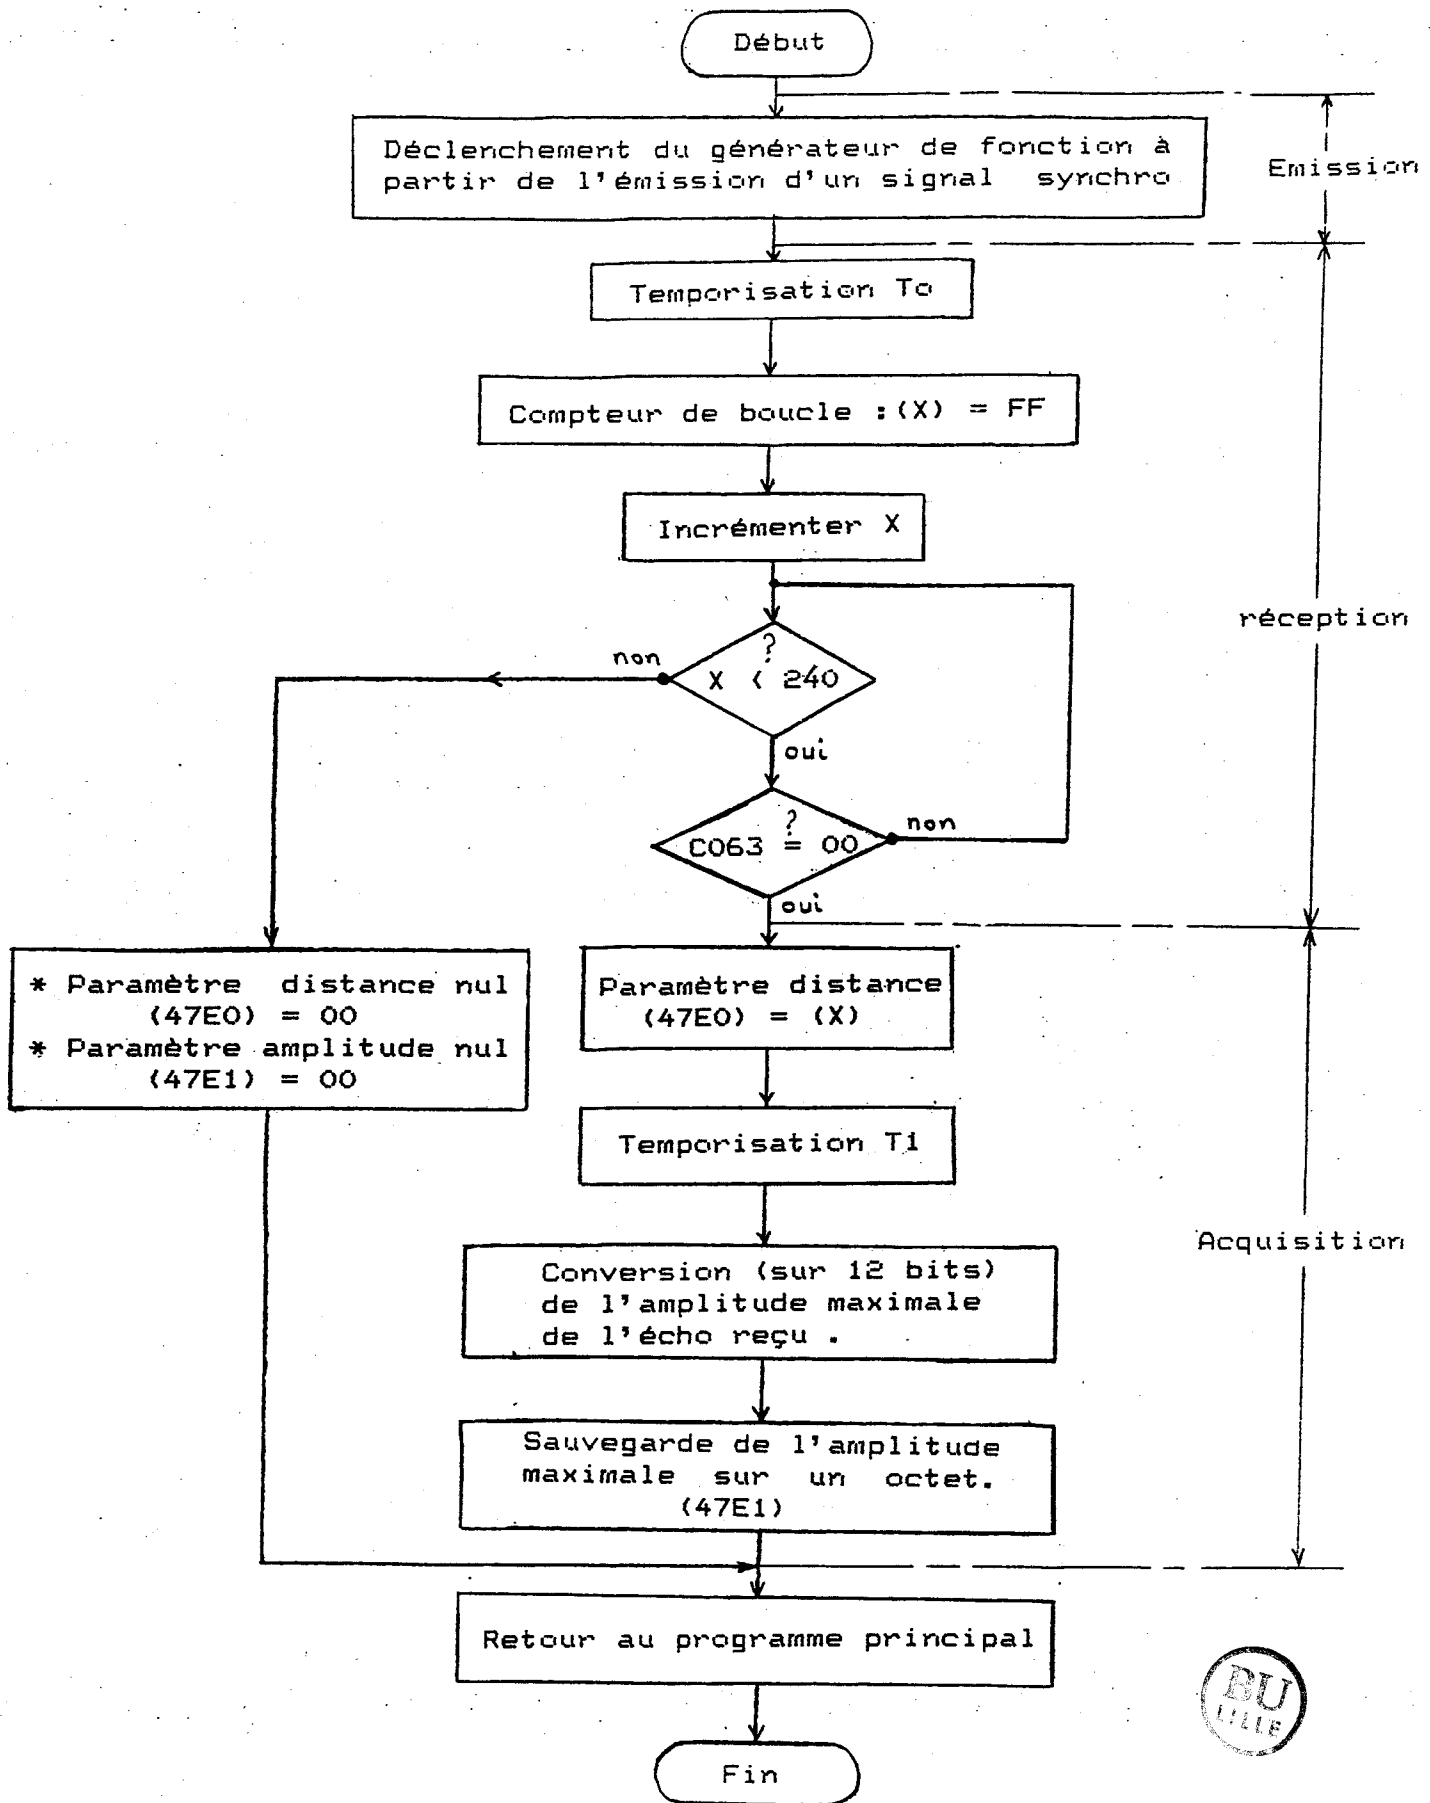 Début
Déclenchement du générateur de fonction à
partir de l'émission d'un signal synchro
Emission
Temporisation To
Compteur de boucle :(X) = FF
Incrémenter X
réception
?
X < 240
non
oui
?
C063 = 00
non
oui
* Paramètre distance nul
(47E0) = 00
* Paramètre amplitude nul
(47E1) = 00
Paramètre distance
(47E0) = (X)
Temporisation T1
Acquisition
Conversion (sur 12 bits)
de l'amplitude maximale
de l'écho reçu .
Sauvegarde de l'amplitude
maximale sur un octet.
(47E1)
Retour au programme principal
BU
LILLE
Fin